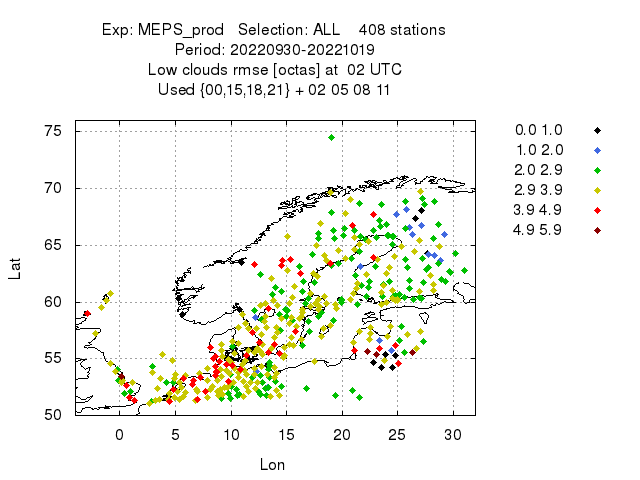 Exp: MEPS_prod   Selection: ALL    408 stations
Period: 20220930-20221019
Low clouds rmse [octas] at  02 UTC
Used {00,15,18,21} + 02 05 08 11
0.0 1.0
1.0 2.0
2.0 2.9
2.9 3.9
3.9 4.9
4.9 5.9
75
70
65
60
55
50
Lat
0 5 10 15 20 25 30
Lon